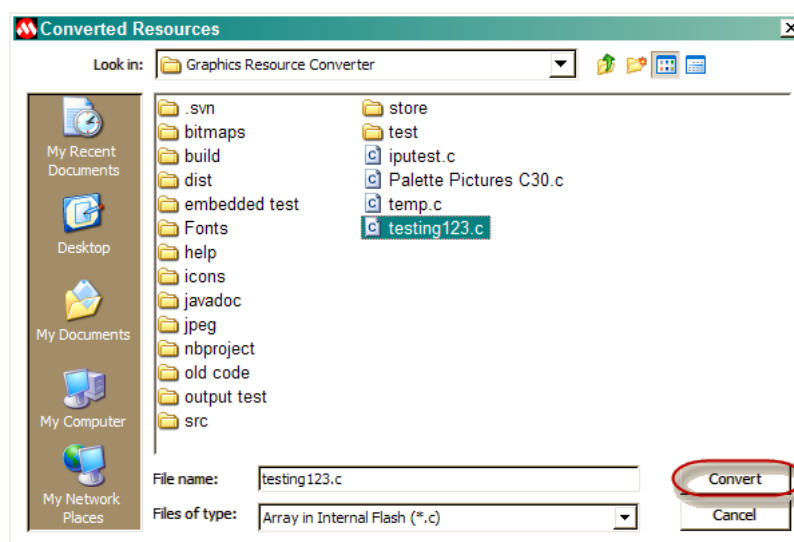 Converted Resources
Look in: Graphics Resource Converter
My Recent
Documents
Desktop
My Documents
My Computer
My Network
Places
.svn
bitmaps
build
dist
embedded test
Fonts
help
icons
javadoc
jpeg
nbproject
old code
output test
src
store
test
iputest.c
Palette Pictures C30.c
temp.c
testing123.c
File name: testing123.c
Convert
Files of type: Array in Internal Flash (*.c)
Cancel